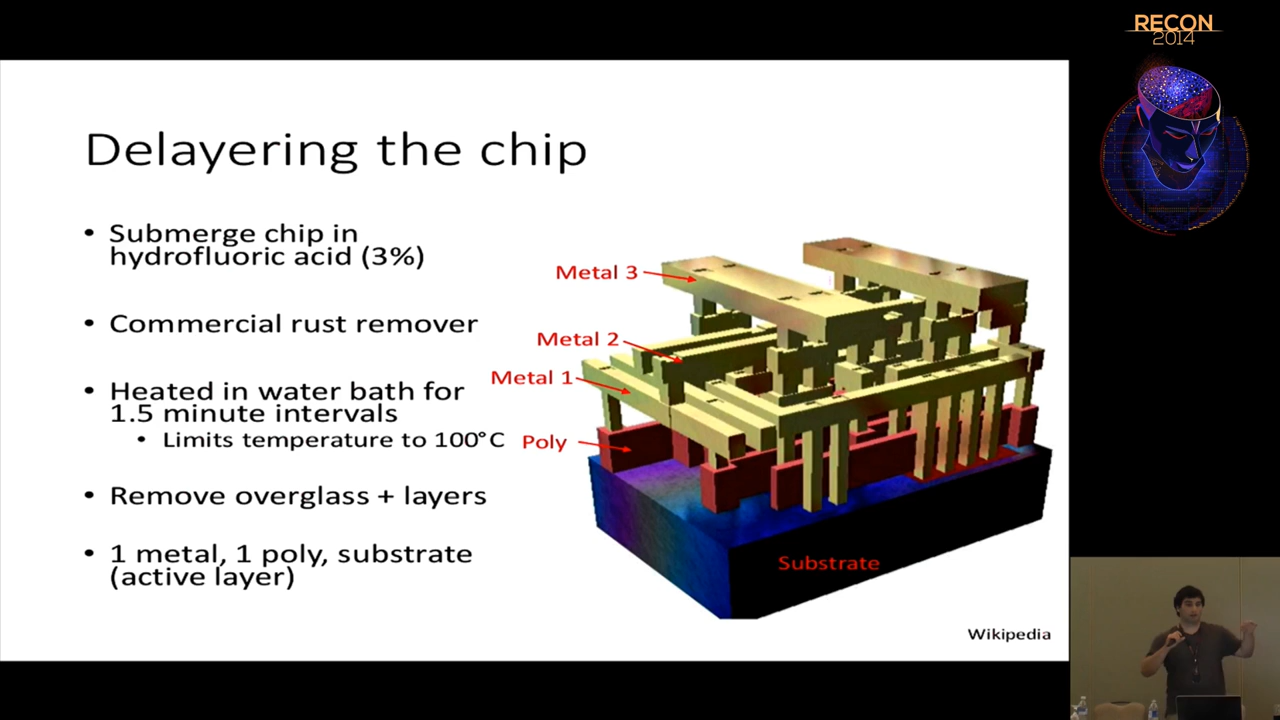 RECON
2014
Delayering the chip
• Submerge chip in
hydrofluoric acid (3%)
• Commercial rust remover
• Heated in water bath for
1.5 minute intervals
• Limits temperature to 100°C
• Remove overglass + layers
• 1 metal, 1 poly, substrate
(active layer)
Metal 3
Metal 2
Metal 1
Poly
Substrate
Wikipedia